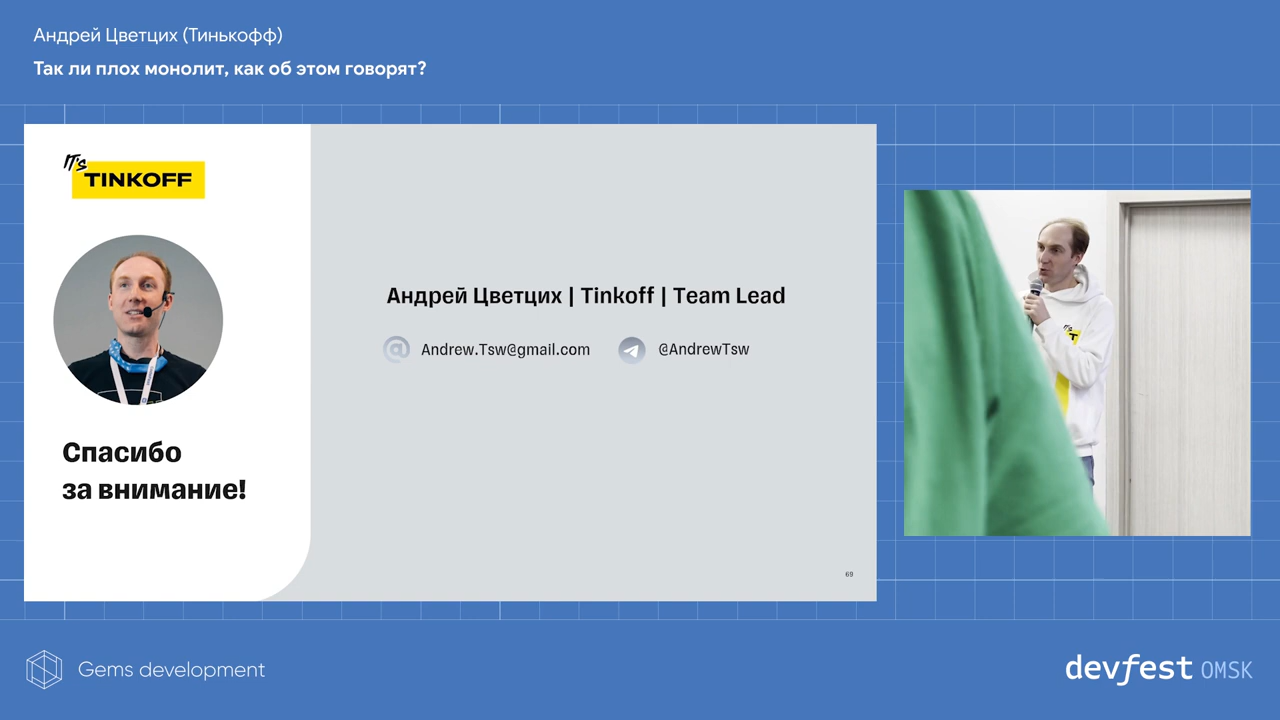 Андрей Цветцих (Тинькофф)
Так ли плох монолит, как об этом говорят?
IT's
TINKOFF
Андрей Цветцих | Tinkoff | Team Lead
Andrew.Tsw@gmail.com
@AndrewTsw
Спасибо
за внимание!
69
IT's
T
Gems development
devfest OMSK